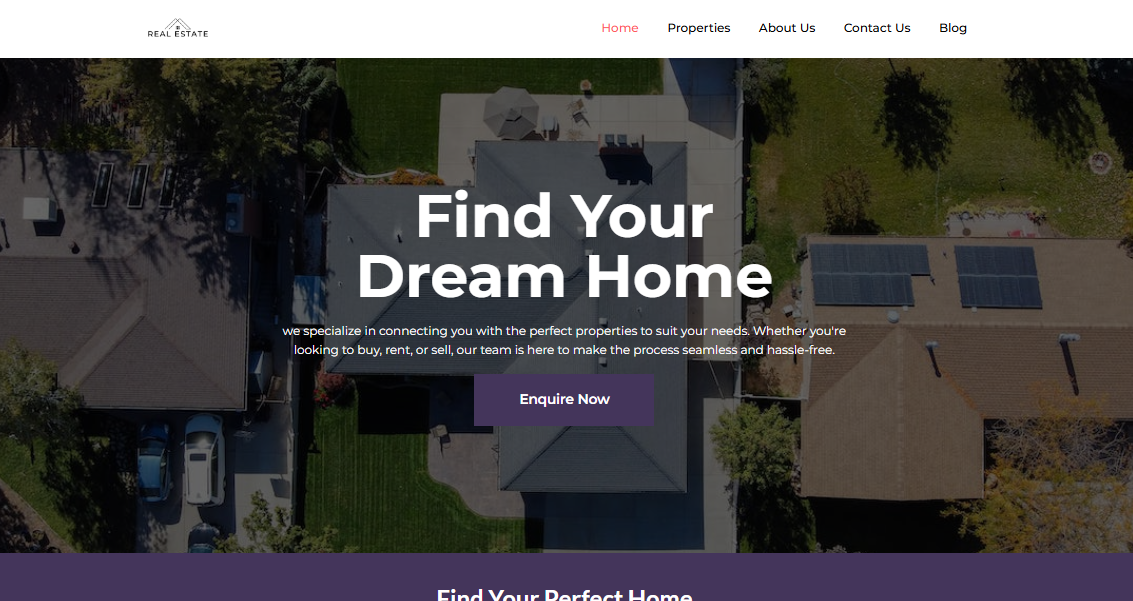 REAL ESTATE
Home Properties About Us Contact Us Blog
Find Your
Dream Home
we specialize in connecting you with the perfect properties to suit your needs. Whether you're
looking to buy, rent, or sell, our team is here to make the process seamless and hassle-free.
Enquire Now
Find Your Perfect Home